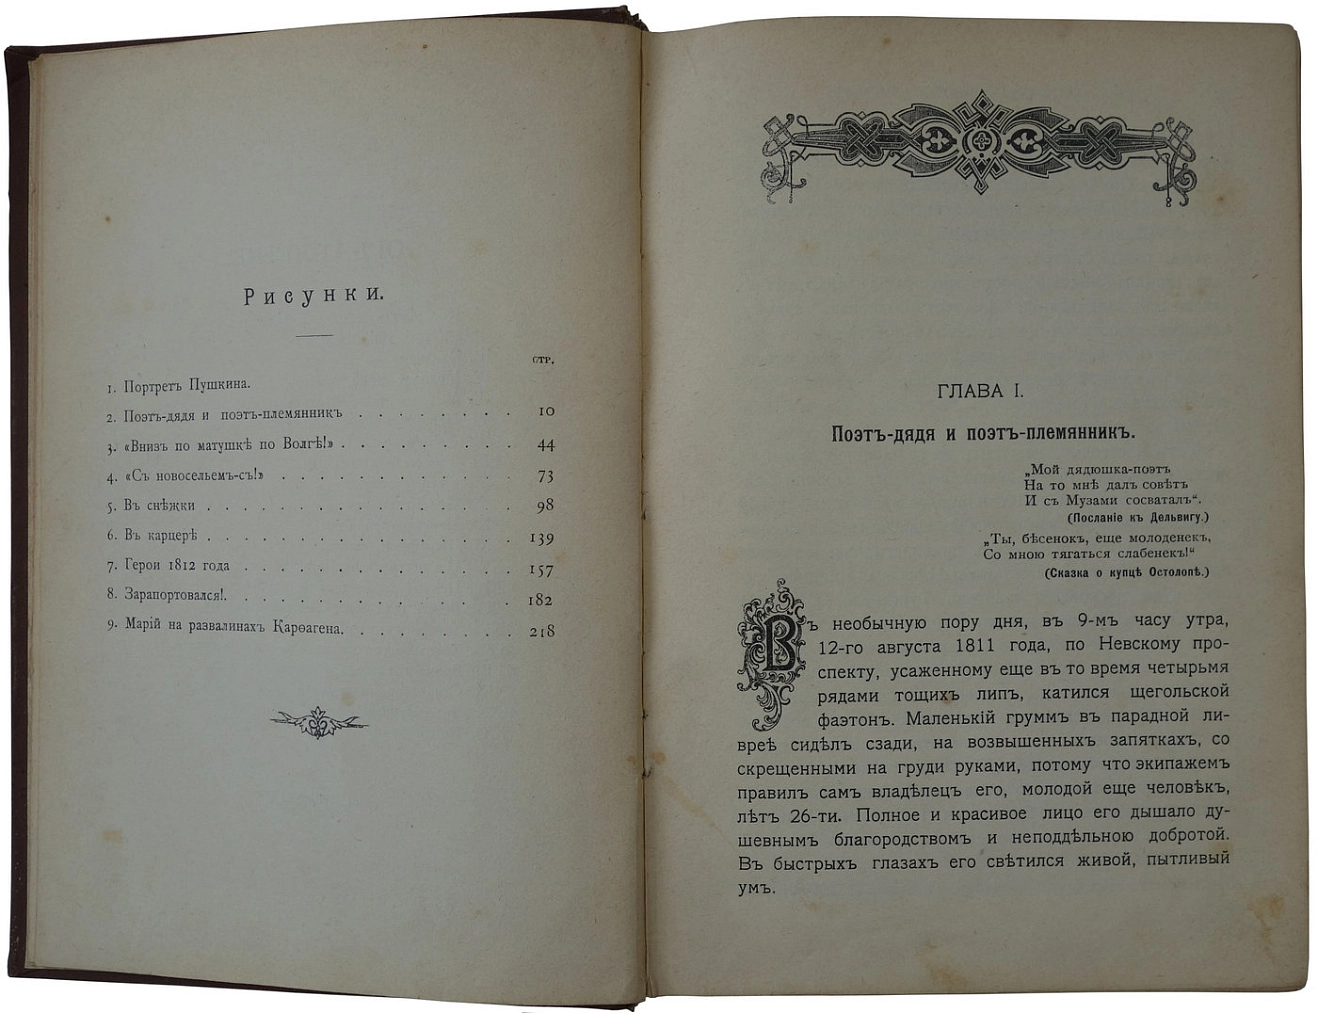 Рисунки.
стр.
1. Портретъ Пушкина.
2. Поэтъ-дядя и поэтъ-племянникъ . . . . . . . . 10
3. «Внизъ по матушкѣ по Волгѣ!» . . . . . . . . . 44
4. «Съ новосельемъ-съ!» . . . . . . . . . . . . 73
5. Въ снѣжки . . . . . . . . . . . . . . . . 98
6. Въ карцерѣ . . . . . . . . . . . . . . . . 139
7. Герои 1812 года . . . . . . . . . . . . . . 157
8. Зарапортовался!. . . . . . . . . . . . . . . 182
9. Марій на развалинахъ Карѳагена. . . . . . . . . 218
ГЛАВА I.
Поэтъ-дядя и поэтъ-племянникъ.
„Мой дядюшка-поэтъ
На то мнѣ далъ совѣтъ
И съ Музами сосваталъ“.
(Посланіе къ Дельвигу.)
„Ты, бѣсенокъ, еще молоденекъ,
Со мною тягаться слабенекъ!“
(Сказка о купцѣ Остолопѣ.)
Въ необычную пору дня, въ 9-мъ часу утра,
12-го августа 1811 года, по Невскому про-
спекту, усаженному еще въ то время четырьмя
рядами тощихъ липъ, катился щегольской
фаэтонъ. Маленькій груммъ въ парадной ли-
вреѣ сидѣлъ сзади, на возвышенныхъ запяткахъ, со
скрещенными на груди руками, потому что экипажемъ
правилъ самъ владѣлецъ его, молодой еще человѣкъ,
лѣтъ 26-ти. Полное и красивое лицо его дышало ду-
шевнымъ благородствомъ и неподдѣльною добротой.
Въ быстрыхъ глазахъ его свѣтился живой, пытливый
умъ.